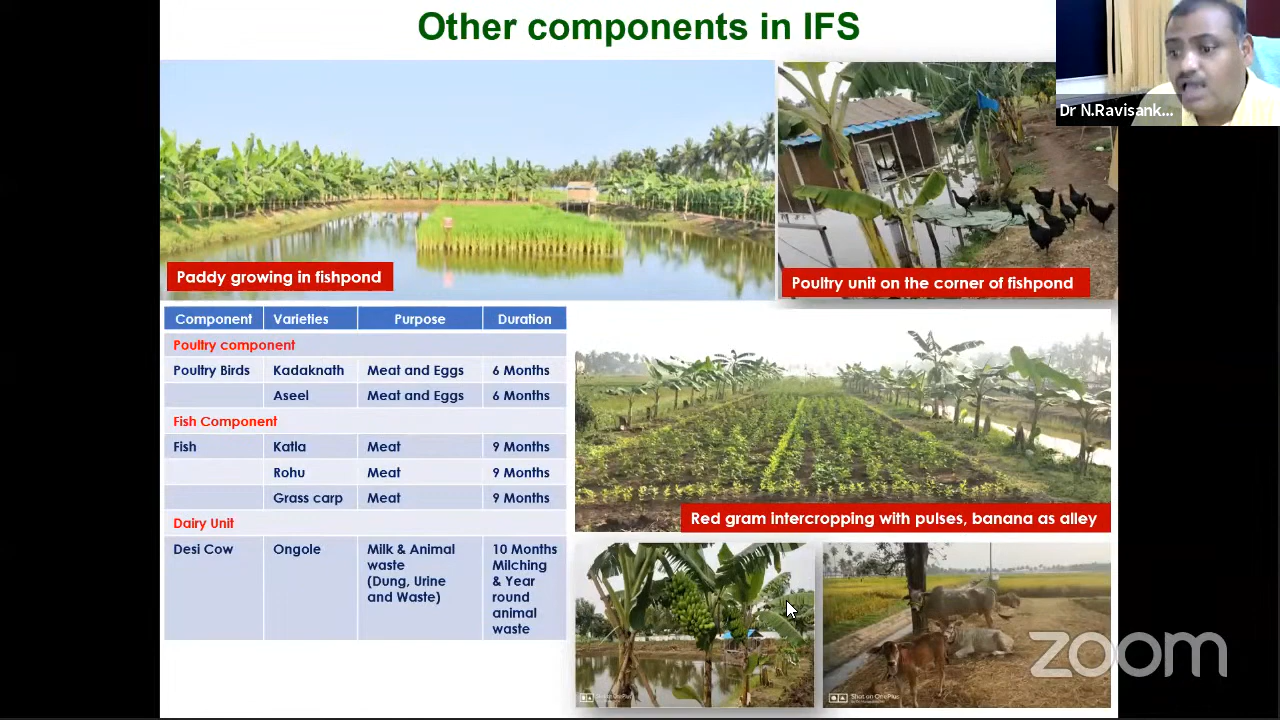 Other components in IFS
Dr N.Ravisank...
Paddy growing in fishpond
Poultry unit on the corner of fishpond
Component Varieties Purpose Duration
Poultry component
Poultry Birds Kadaknath Meat and Eggs 6 Months
Aseel Meat and Eggs 6 Months
Fish Component
Fish Katla Meat 9 Months
Rohu Meat 9 Months
Grass carp Meat 9 Months
Dairy Unit
Desi Cow Ongole Milk & Animal 10 Months
waste Milching
(Dung, Urine & Year
and Waste) round
animal
waste
Red gram intercropping with pulses, banana as alley
Shot on OnePlus
zoom